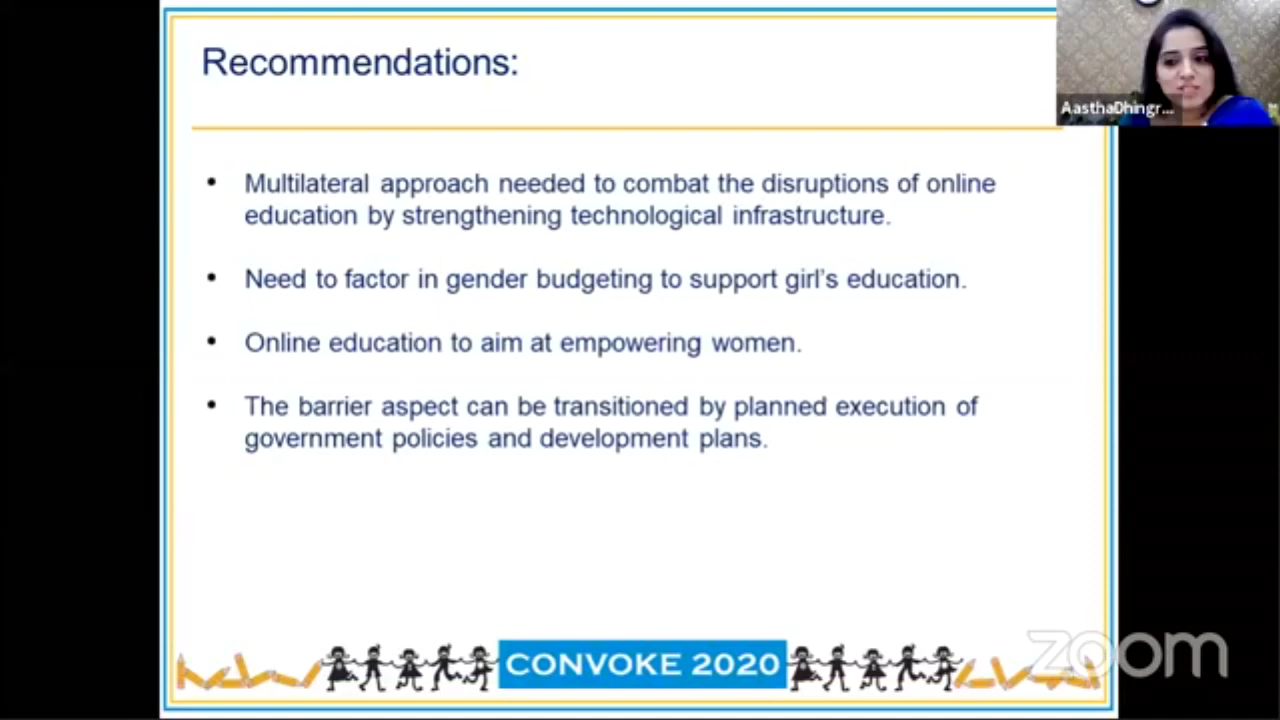 Recommendations:
AasthaDhingr...
• Multilateral approach needed to combat the disruptions of online
education by strengthening technological infrastructure.
• Need to factor in gender budgeting to support girl's education.
• Online education to aim at empowering women.
• The barrier aspect can be transitioned by planned execution of
government policies and development plans.
CONVOKE 2020
zoom